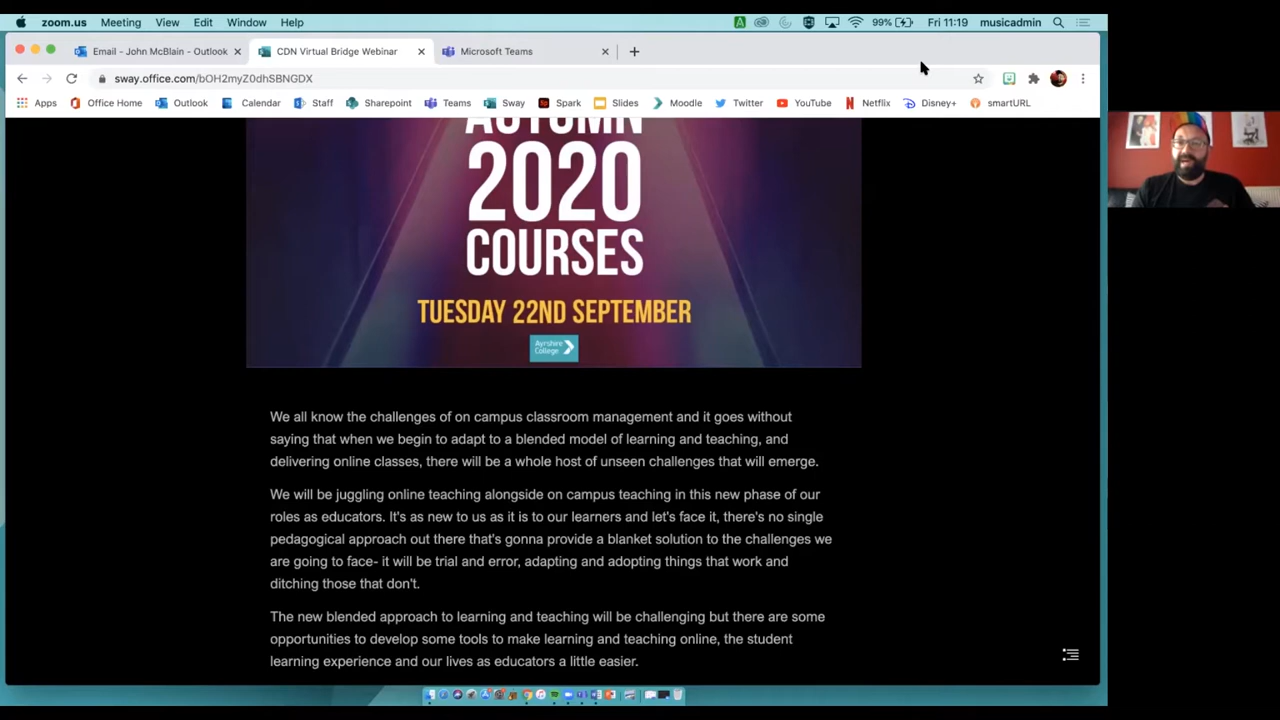 zoom.us Meeting View Edit Window Help 99% Fri 11:19 musicadmin
Email - John McBlain - Outlook CDN Virtual Bridge Webinar Microsoft Teams
sway.office.com/bOH2myZ0dhSBNGDX
Apps Office Home Outlook Calendar Staff Sharepoint Teams Sway Spark Slides Moodle Twitter YouTube Netflix Disney+ smartURL
AUTUMN
2020
COURSES
TUESDAY 22ND SEPTEMBER
Ayrshire
College
We all know the challenges of on campus classroom management and it goes without
saying that when we begin to adapt to a blended model of learning and teaching, and
delivering online classes, there will be a whole host of unseen challenges that will emerge.
We will be juggling online teaching alongside on campus teaching in this new phase of our
roles as educators. It's as new to us as it is to our learners and let's face it, there's no single
pedagogical approach out there that's gonna provide a blanket solution to the challenges we
are going to face- it will be trial and error, adapting and adopting things that work and
ditching those that don't.
The new blended approach to learning and teaching will be challenging but there are some
opportunities to develop some tools to make learning and teaching online, the student
learning experience and our lives as educators a little easier.